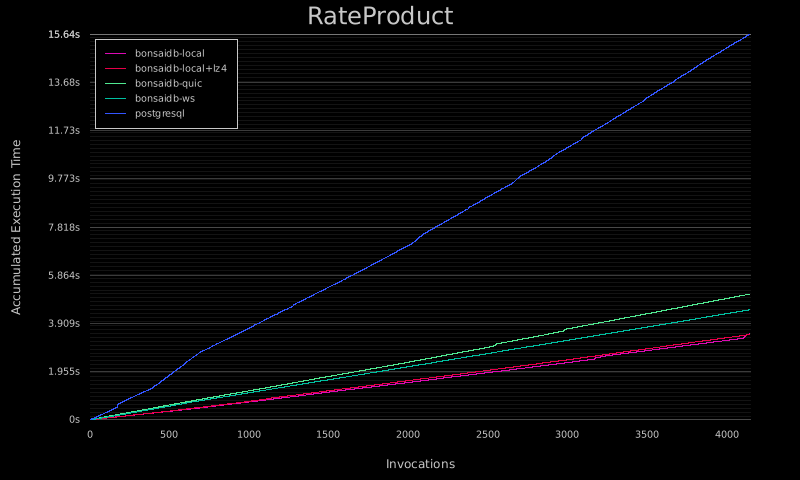 RateProduct
15.64s
13.68s
11.73s
9.773s
7.818s
5.864s
3.909s
1.955s
0s
bonsaidb-local
bonsaidb-local+lz4
bonsaidb-quic
bonsaidb-ws
postgresql
Accumulated Execution Time
0 500 1000 1500 2000 2500 3000 3500 4000
Invocations